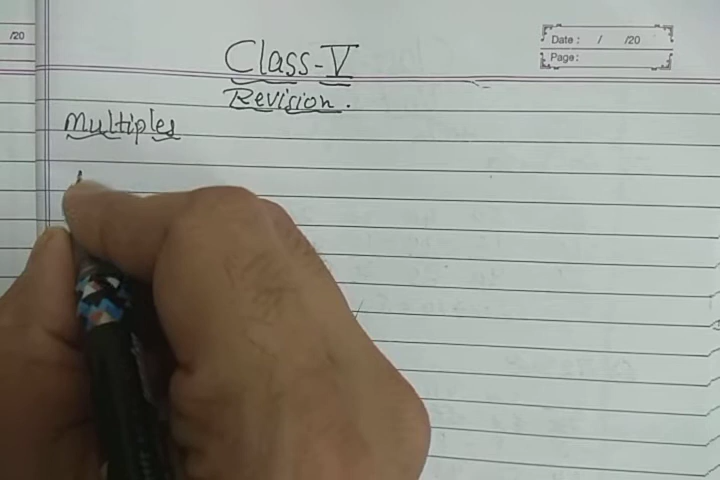 /20
Date : / /20
Page:
Class-V
Revision.
Multiples